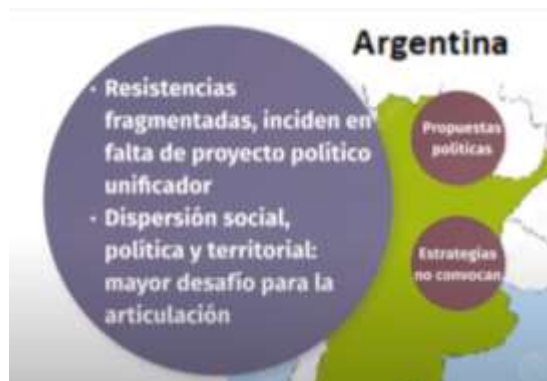 Argentina
· Resistencias
fragmentadas, inciden en
falta de proyecto político
unificador
· Dispersión social,
política y territorial:
mayor desafío para la
articulación
Propuestas
políticas
Estrategias
no convocan